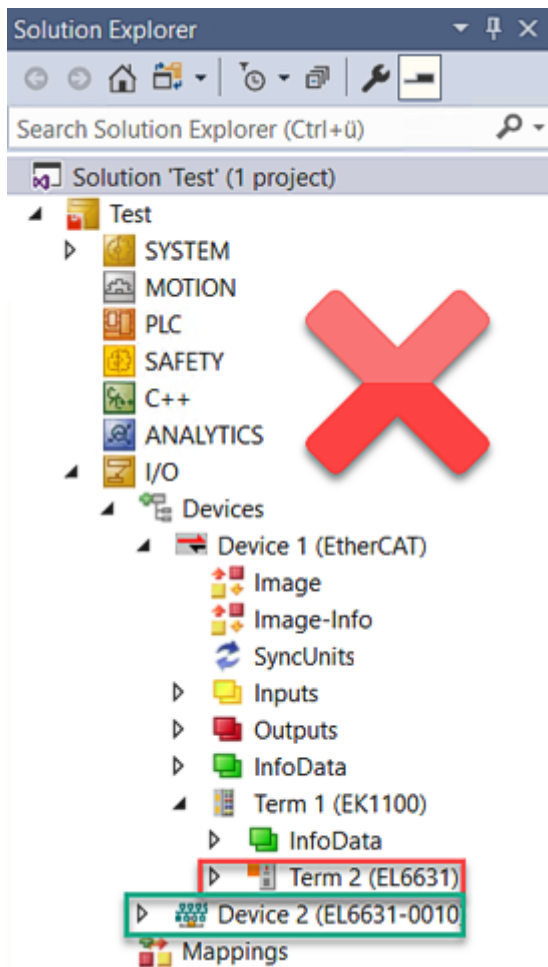 Solution Explorer
Search Solution Explorer (Ctrl+ü)
Solution 'Test' (1 project)
Test
SYSTEM
MOTION
PLC
SAFETY
C++
ANALYTICS
I/O
Devices
Device 1 (EtherCAT)
Image
Image-Info
SyncUnits
Inputs
Outputs
InfoData
Term 1 (EK1100)
InfoData
Term 2 (EL6631)
Device 2 (EL6631-0010
Mappings